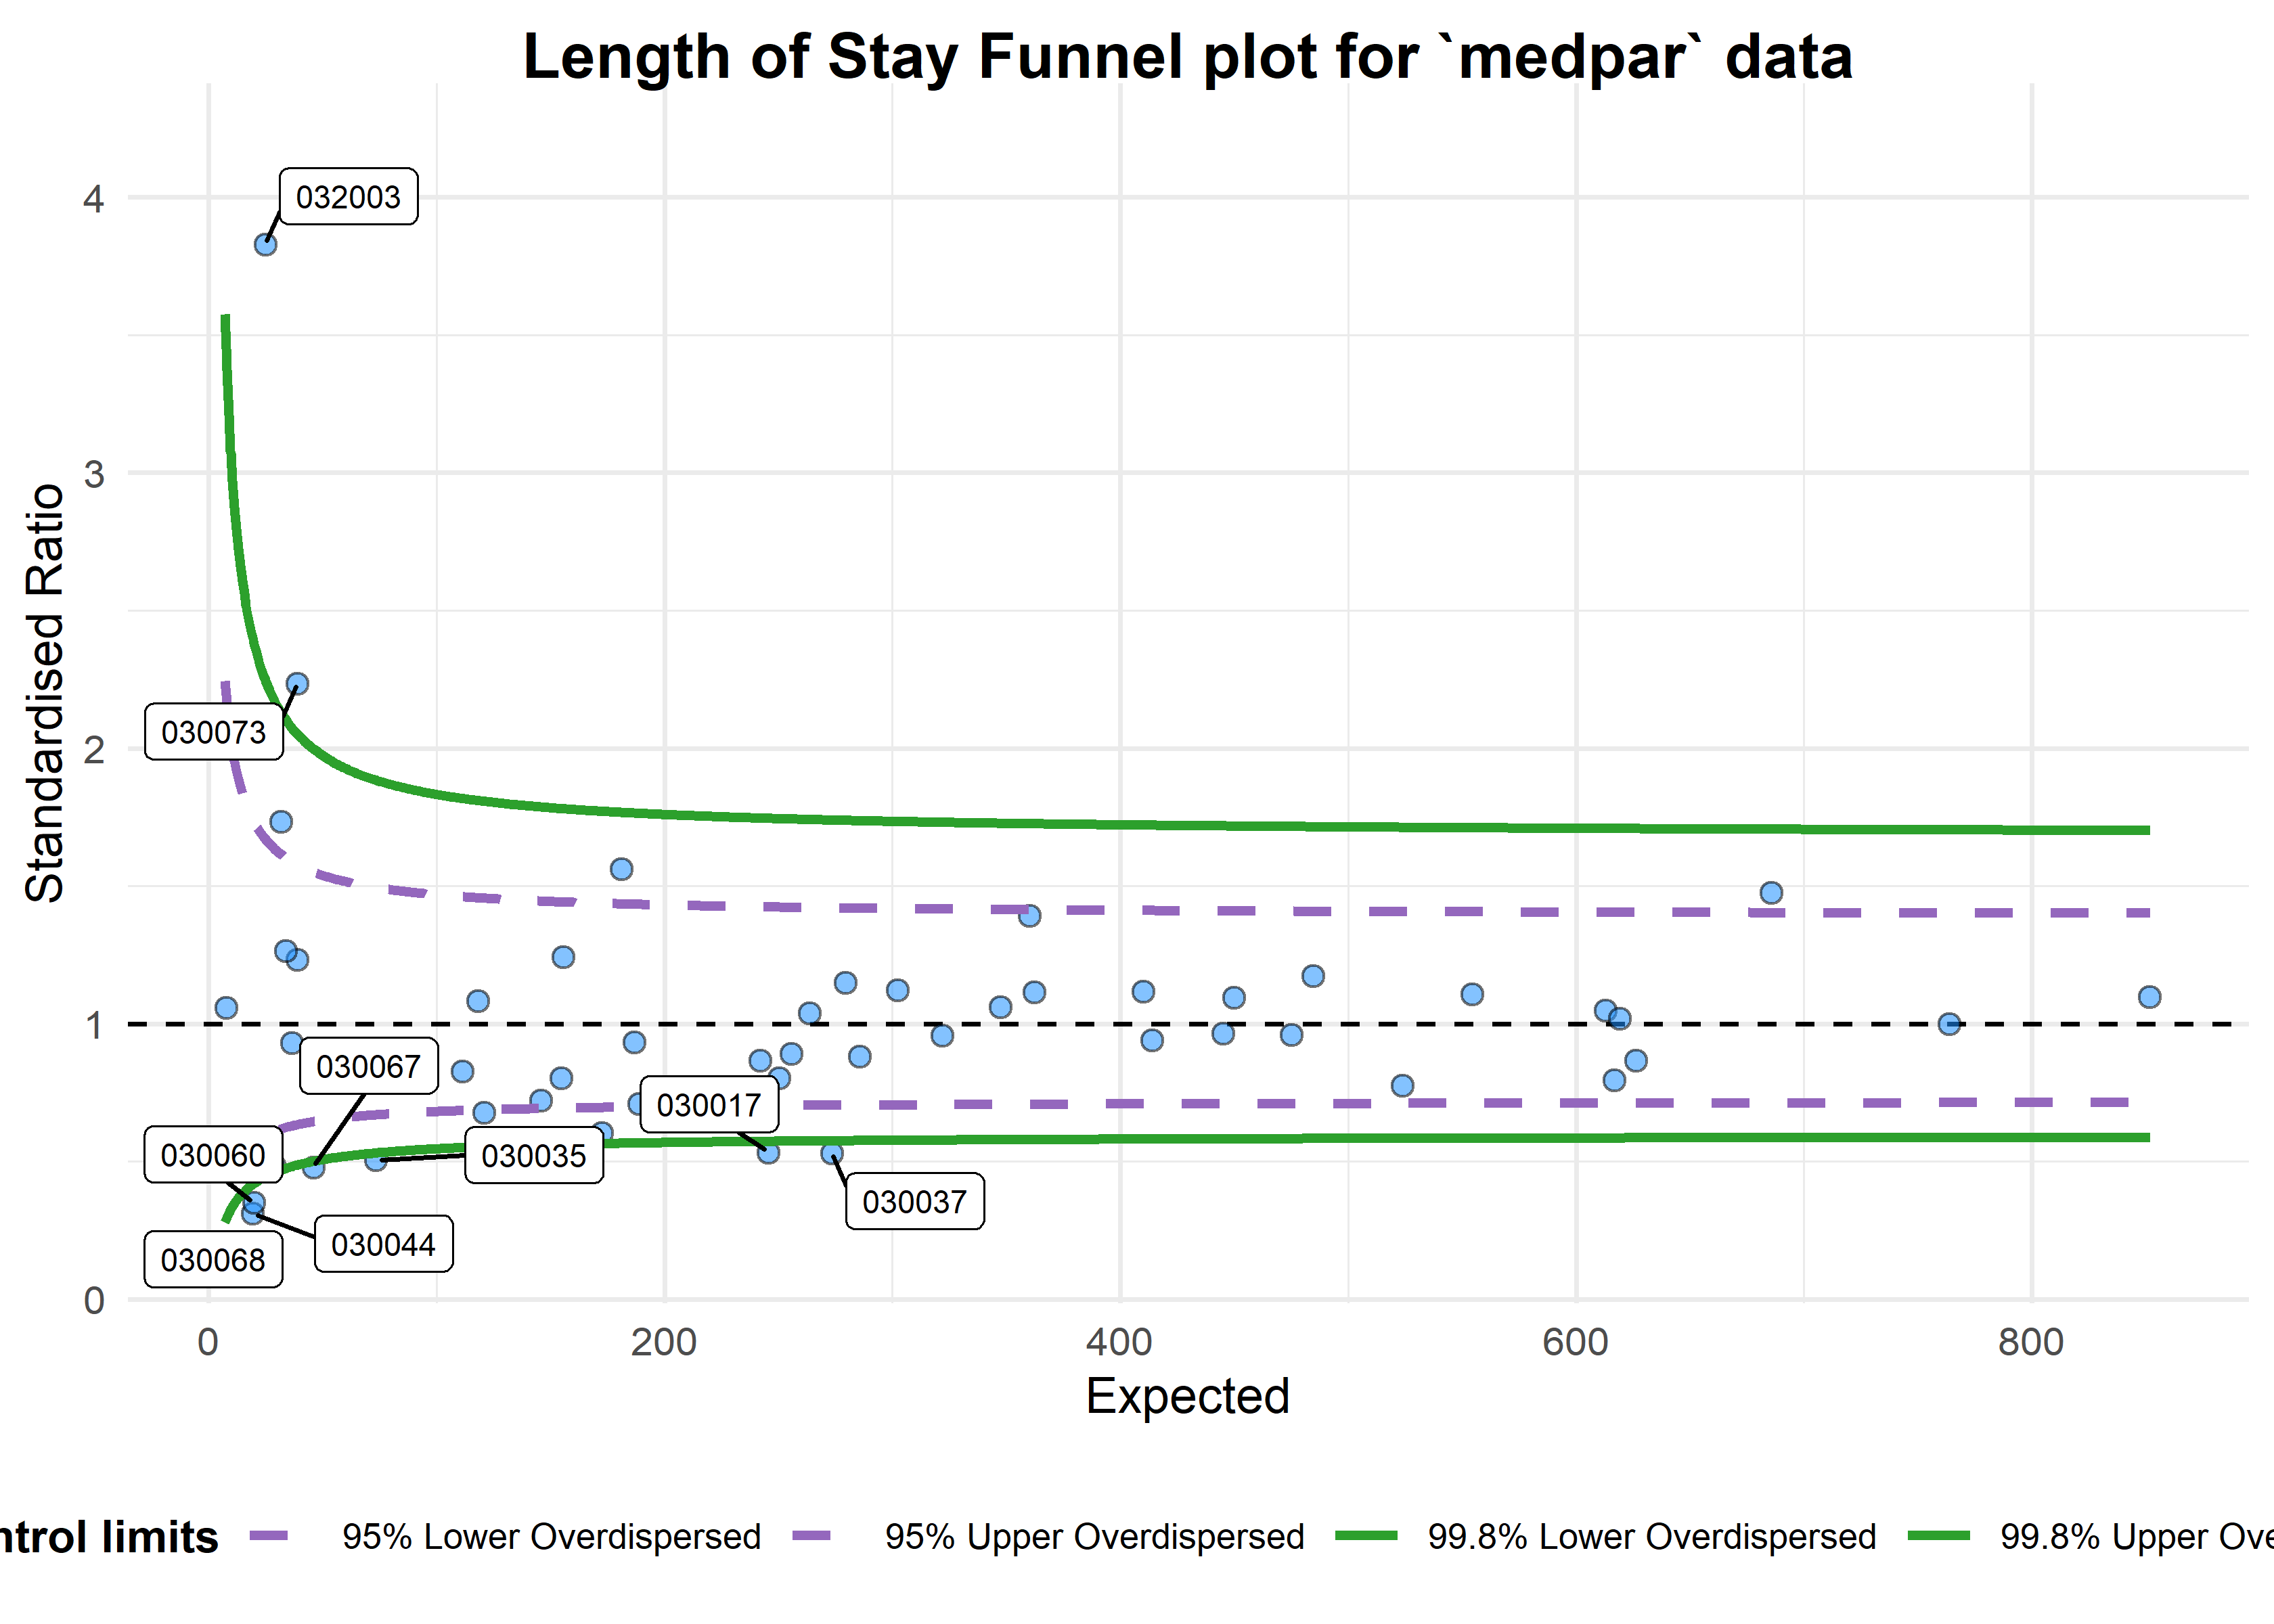 Length of Stay Funnel plot for `medpar` data
Standardised Ratio
4
3
2
1
0
032003
030073
030067
030017
030060
030035
030037
030044
030068
0 200 400 600 800
Expected
ntrol limits 95% Lower Overdispersed 95% Upper Overdispersed 99.8% Lower Overdispersed 99.8% Upper Ove